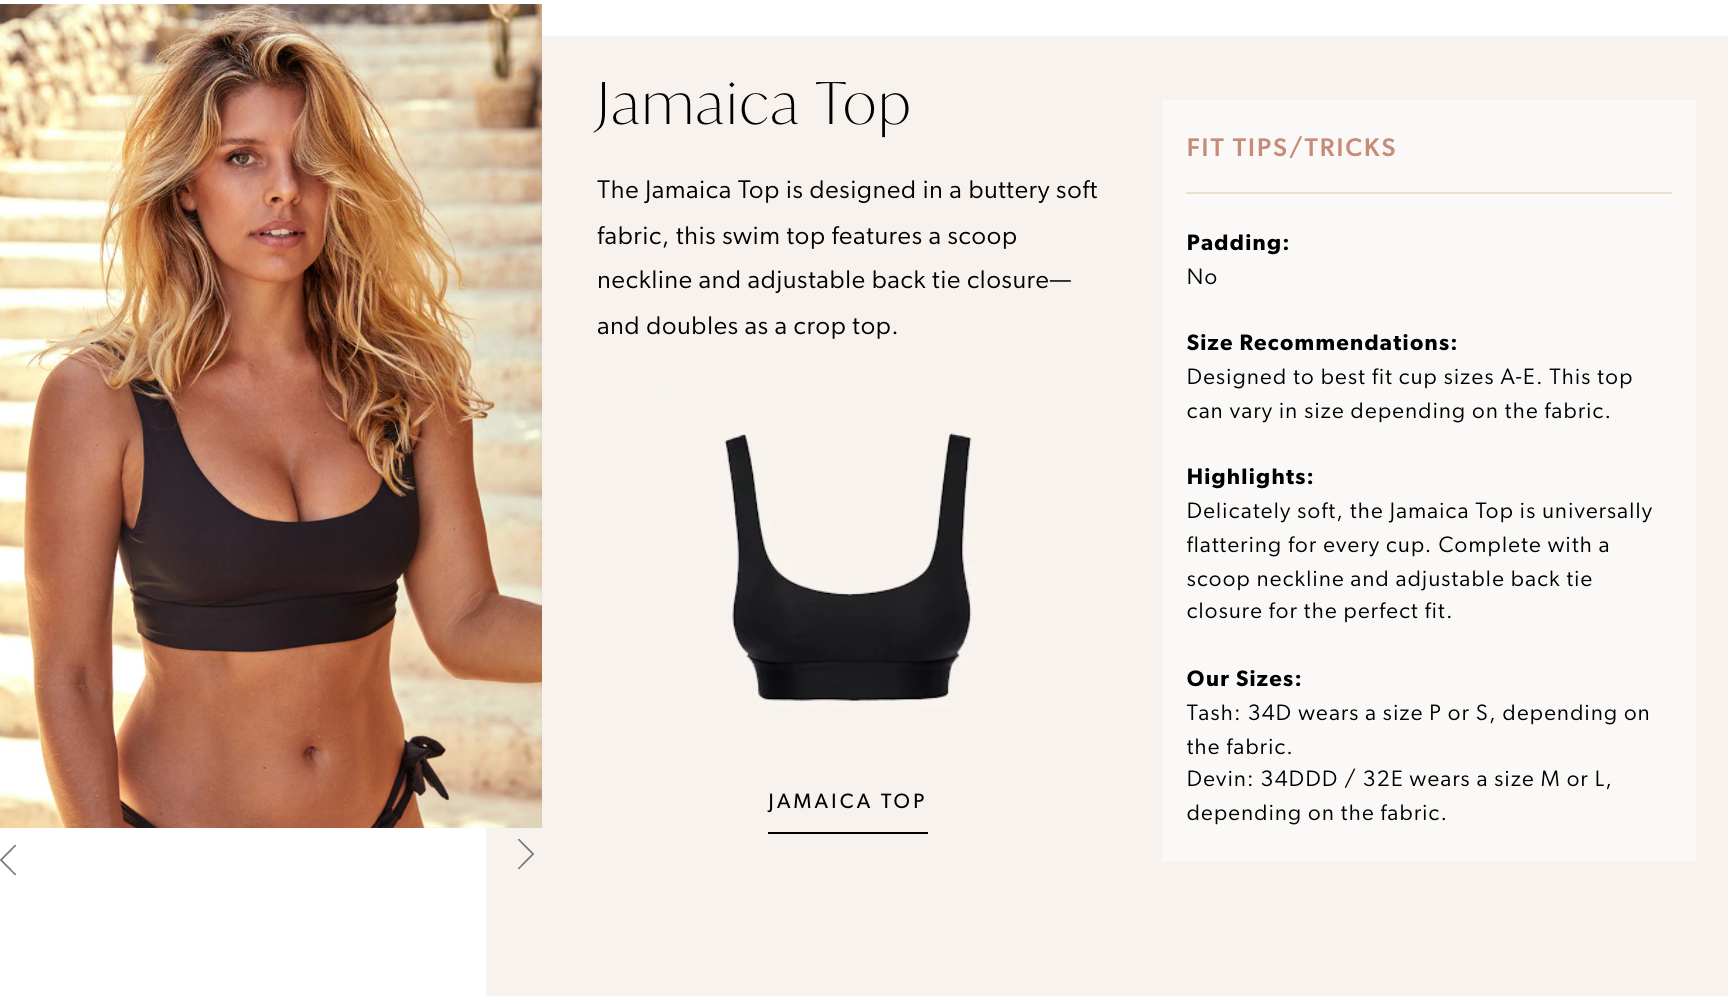 Jamaica Top
The Jamaica Top is designed in a buttery soft
fabric, this swim top features a scoop
neckline and adjustable back tie closure—
and doubles as a crop top.
JAMAICA TOP
FIT TIPS/TRICKS
Padding:
No
Size Recommendations:
Designed to best fit cup sizes A-E. This top
can vary in size depending on the fabric.
Highlights:
Delicately soft, the Jamaica Top is universally
flattering for every cup. Complete with a
scoop neckline and adjustable back tie
closure for the perfect fit.
Our Sizes:
Tash: 34D wears a size P or S, depending on
the fabric.
Devin: 34DDD / 32E wears a size M or L,
depending on the fabric.